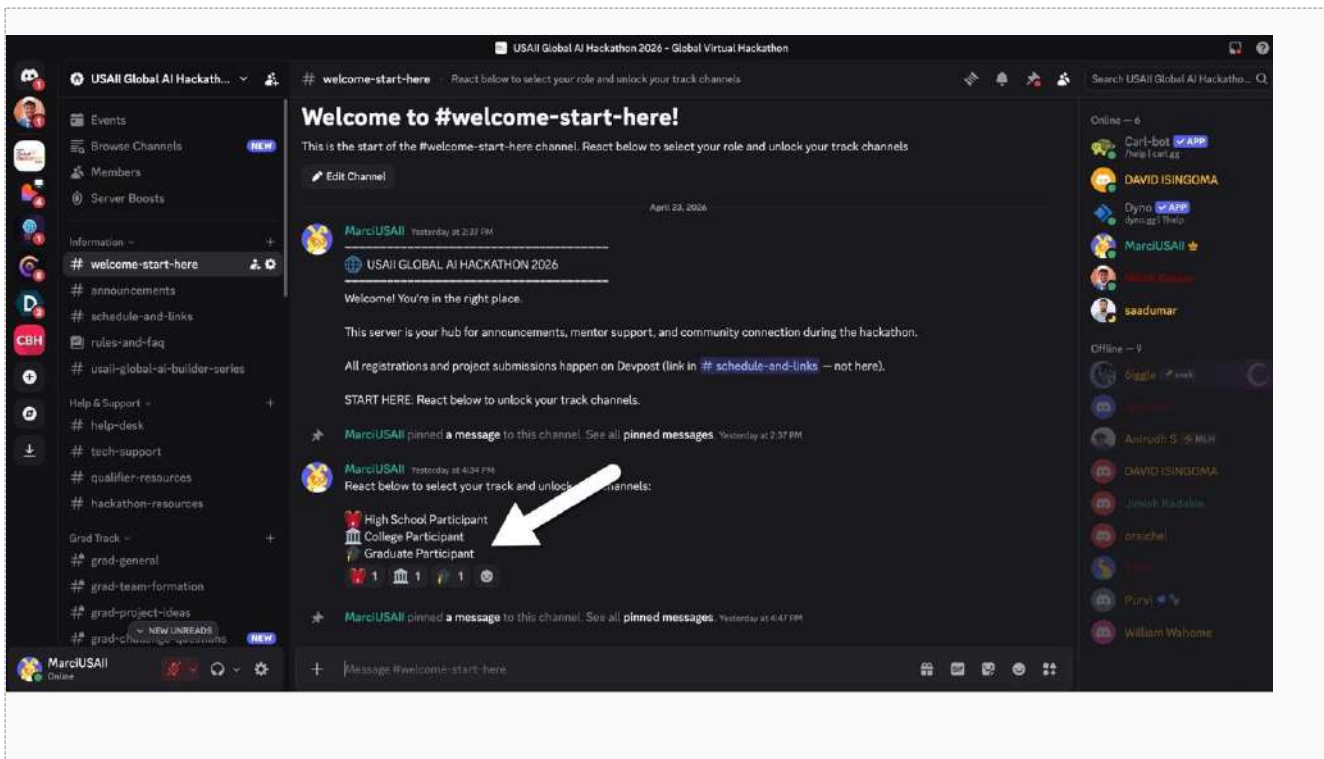 USAII Global AI Hackathon 2026 - Global Virtual Hackathon
USAII Global AI Hackath...
Events
Browse Channels NEW
Members
Server Boosts
Information
# welcome-start-here
# announcements
# schedule-and-links
rules-and-faq
# usaii-global-ai-builder-series
Help & Support
# help-desk
# tech-support
# qualifier-resources
# hackathon-resources
Grad Track
grad-general
grad-team-formation
grad-project-ideas
NEW UNREADS
NEW
CBH
MarciUSAII
Online
# welcome-start-here React below to select your role and unlock your track channels
Welcome to #welcome-start-here!
This is the start of the #welcome-start-here channel. React below to select your role and unlock your track channels
Edit Channel
April 23, 2026
MarciUSAII Yesterday at 2:37 PM
USAII GLOBAL AI HACKATHON 2026
Welcome! You're in the right place.
This server is your hub for announcements, mentor support, and community connection during the hackathon.
All registrations and project submissions happen on Devpost (link in # schedule-and-links — not here).
START HERE: React below to unlock your track channels.
MarciUSAII pinned a message to this channel. See all pinned messages. Yesterday at 2:37 PM
MarciUSAII Yesterday at 4:34 PM
React below to select your track and unlock channels:
High School Participant
College Participant
Graduate Participant
1 1 1
MarciUSAII pinned a message to this channel. See all pinned messages. Yesterday at 4:47 PM
Message #welcome-start-here
GIF
Search USAII Global AI Hackatho...
Online — 6
Carl-bot APP
/help | carl.gg
DAVID ISINGOMA
Dyno APP
dyno.gg | ?help
MarciUSAII
saadumar
Offline — 9
Anirudh S MLH
DAVID ISINGOMA
Jimish Kadakia
oraichel
Purvi
William Wahome